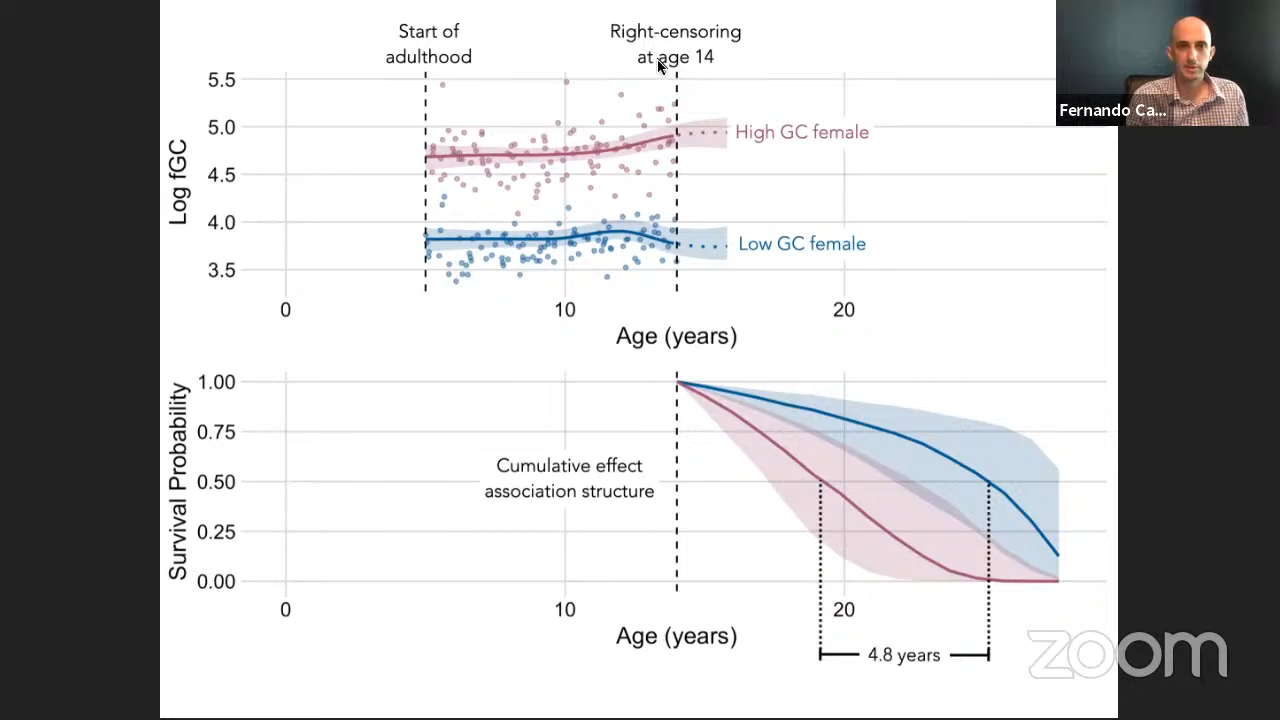 Start of
adulthood
Right-censoring
at age 14
5.5
5.0
4.5
4.0
3.5
Log fGC
High GC female
Low GC female
0
10
20
Age (years)
1.00
0.75
0.50
0.25
0.00
Survival Probability
Cumulative effect
association structure
0
10
20
Age (years)
4.8 years
Fernando Ca...
zoom